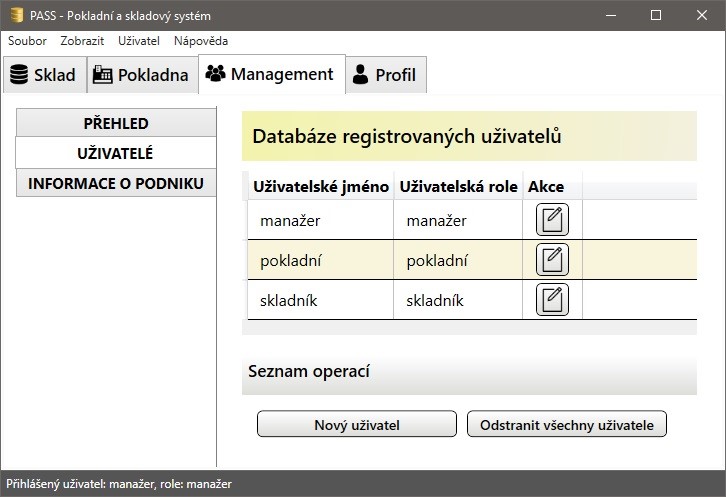 PASS - Pokladní a skladový systém
Soubor Zobrazit Uživatel Nápověda
Sklad Pokladna Management Profil
PŘEHLED
UŽIVATELÉ
INFORMACE O PODNIKU
Databáze registrovaných uživatelů
Uživatelské jméno Uživatelská role Akce
manažer manažer
pokladní pokladní
skladník skladník
Seznam operací
Nový uživatel Odstranit všechny uživatele
Přihlášený uživatel: manažer, role: manažer